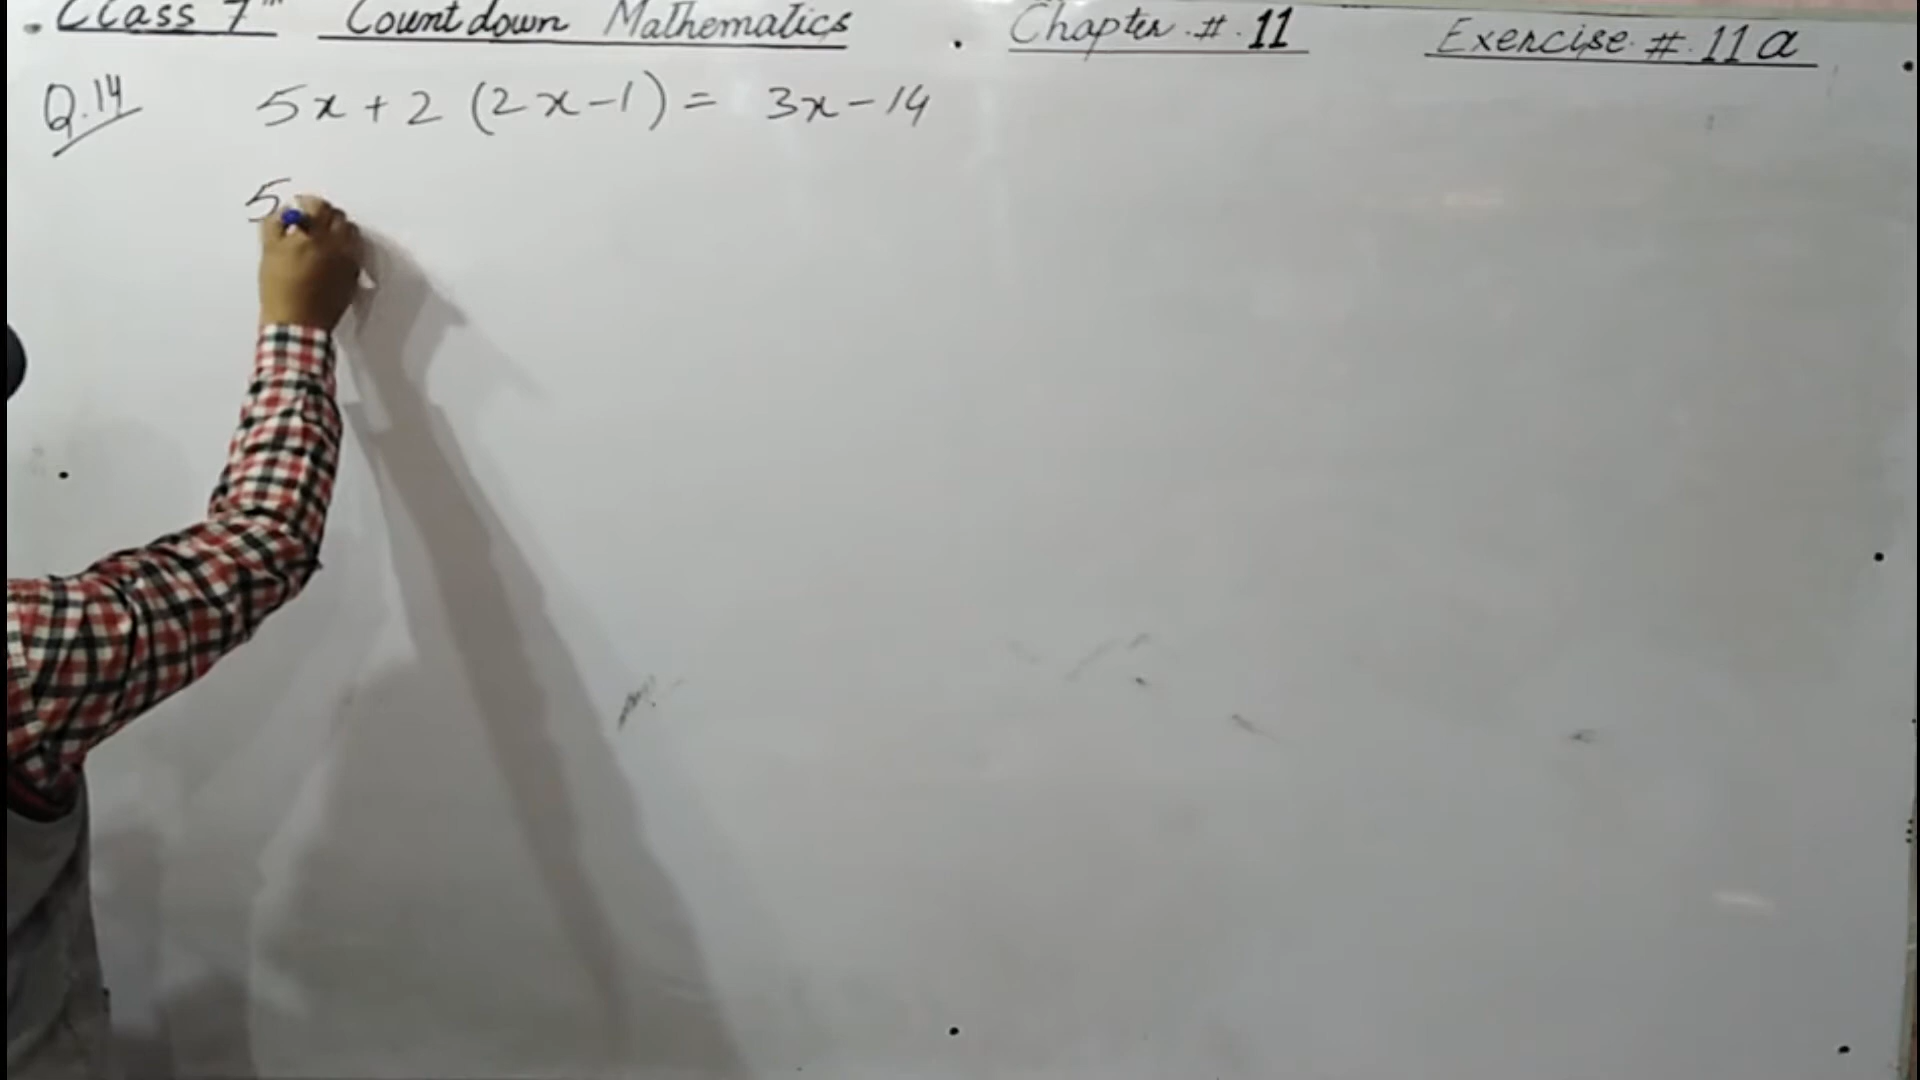 . Class 7th Countdown Mathematics . Chapter # 11 Exercise # 11 a .
Q.14 5x + 2 (2x-1) = 3x - 14
5